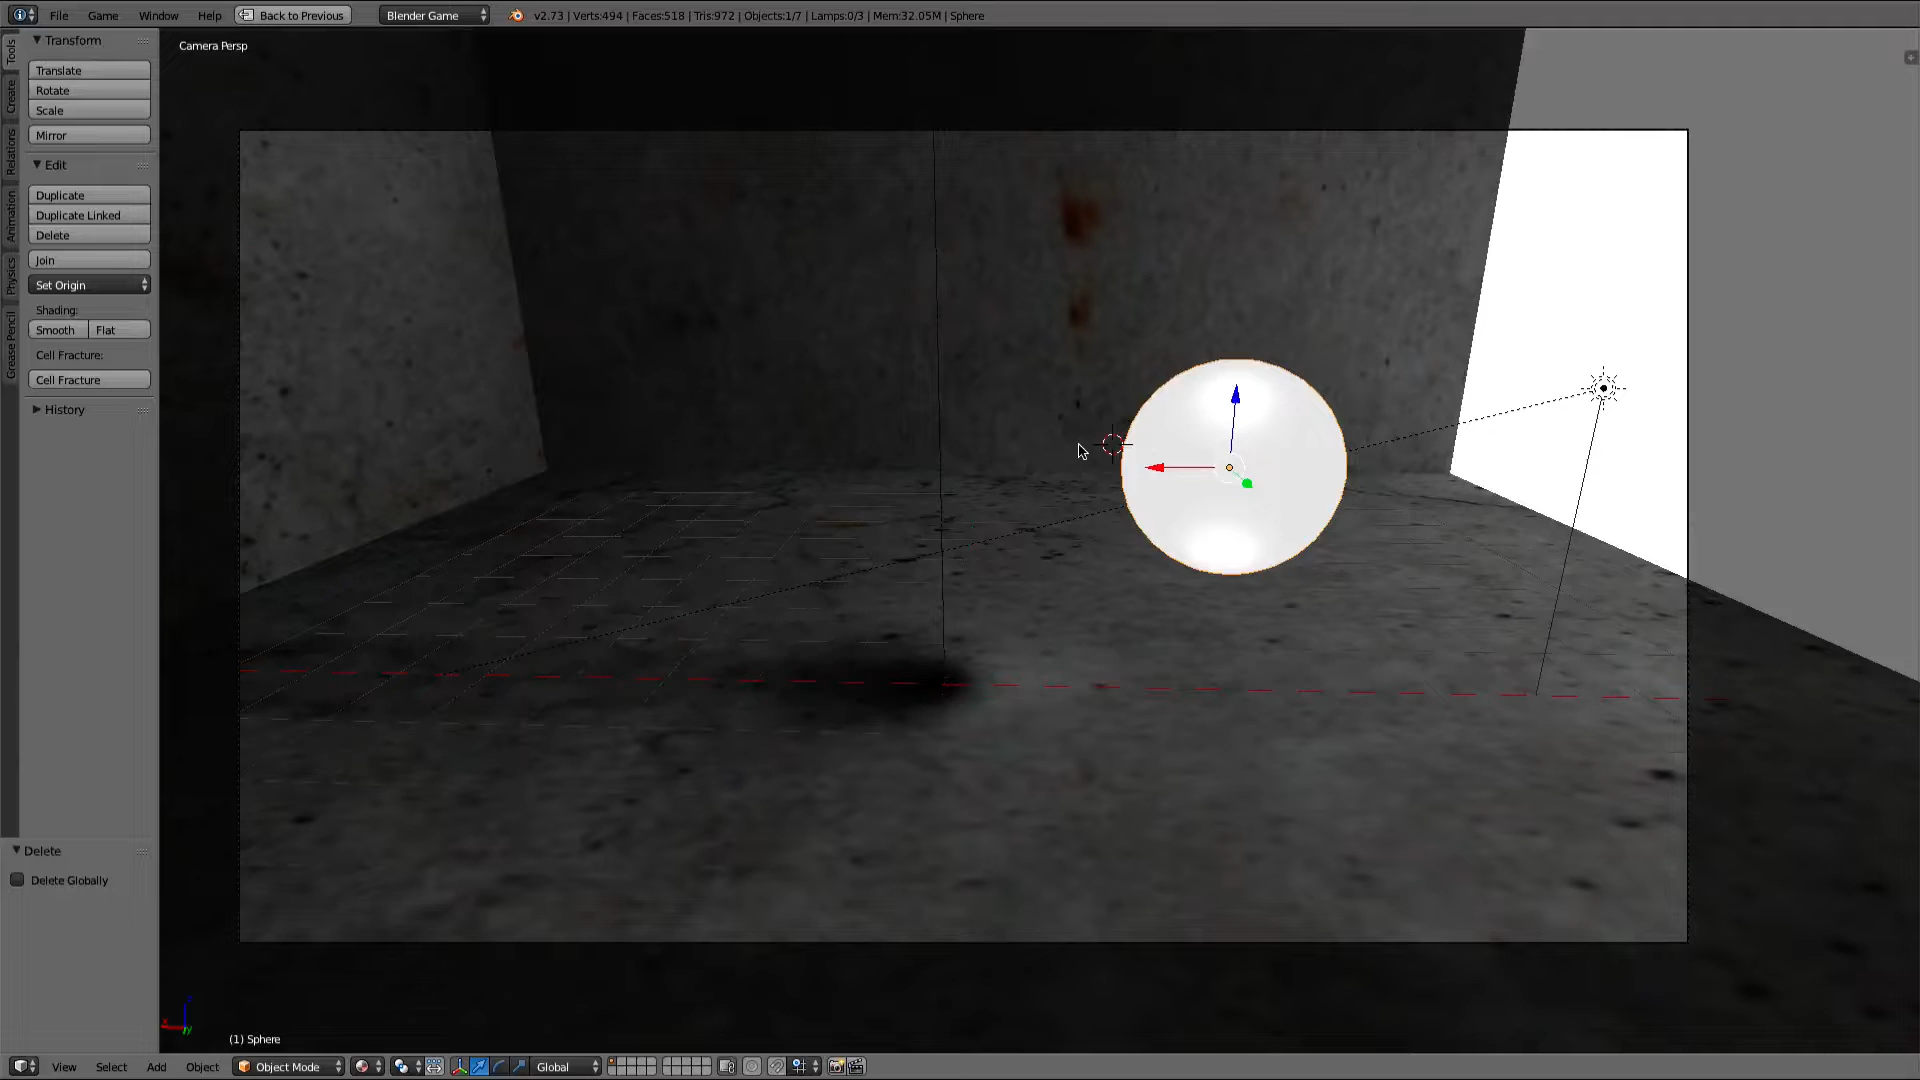 File Game Window Help Back to Previous Blender Game v2.73 | Verts:494 | Faces:518 | Tris:972 | Objects:1/7 | Lamps:0/3 | Mem:32.05M | Sphere
Camera Persp
Tools
Create
Relations
Animation
Physics
Grease Pencil
Transform
Translate
Rotate
Scale
Mirror
Edit
Duplicate
Duplicate Linked
Delete
Join
Set Origin
Shading:
Smooth Flat
Cell Fracture:
Cell Fracture
History
Delete
Delete Globally
z
x
y
(1) Sphere
View Select Add Object Object Mode Global